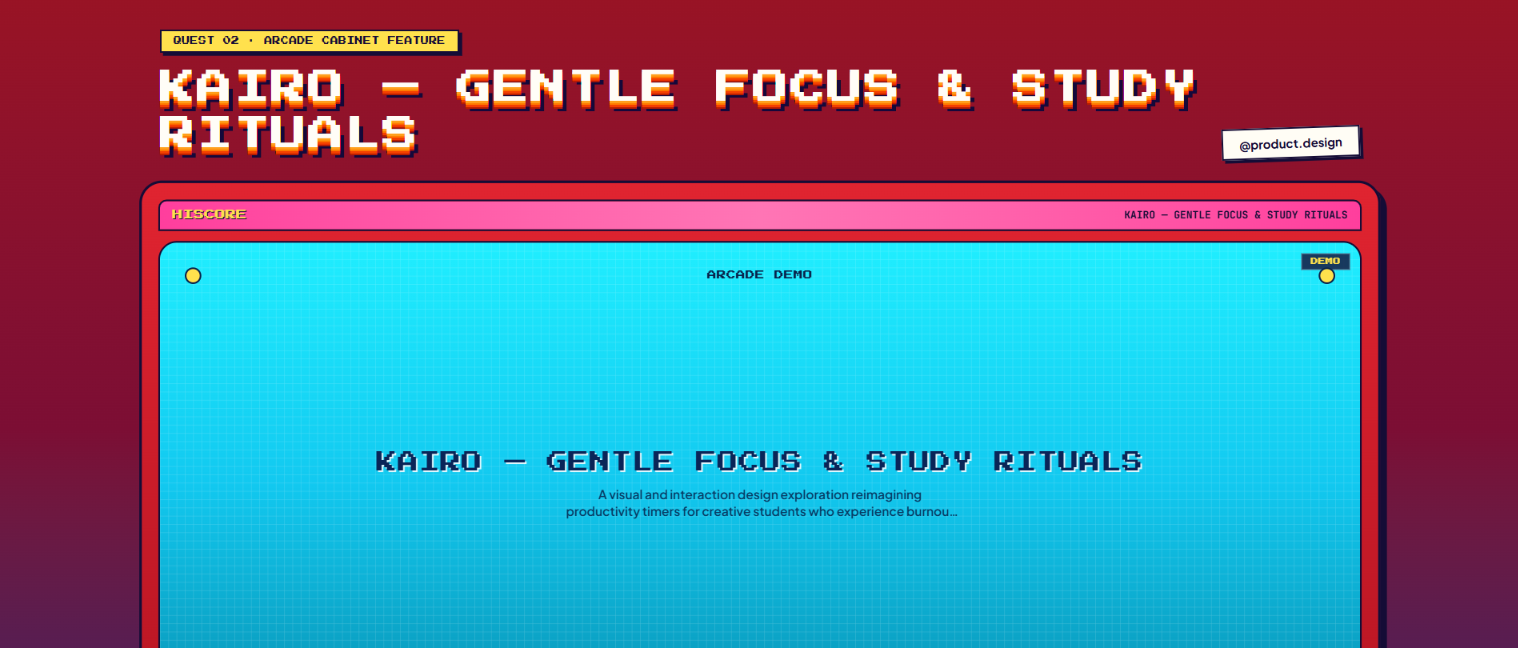 QUEST 02 · ARCADE CABINET FEATURE
KAIRO — GENTLE FOCUS & STUDY
RITUALS
@product.design
HISCORE
KAIRO — GENTLE FOCUS & STUDY RITUALS
DEMO
ARCADE DEMO
KAIRO — GENTLE FOCUS & STUDY RITUALS
A visual and interaction design exploration reimagining
productivity timers for creative students who experience burnou...